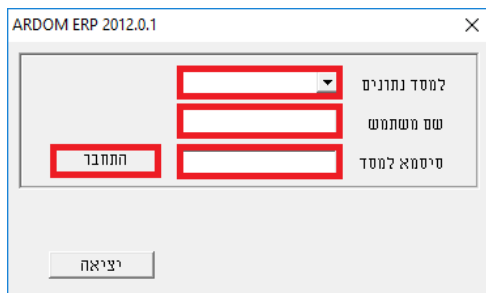 ARDOM ERP 2012.0.1
למסד נתונים
שם משתמש
סיסמא למסד
התחבר
יציאה